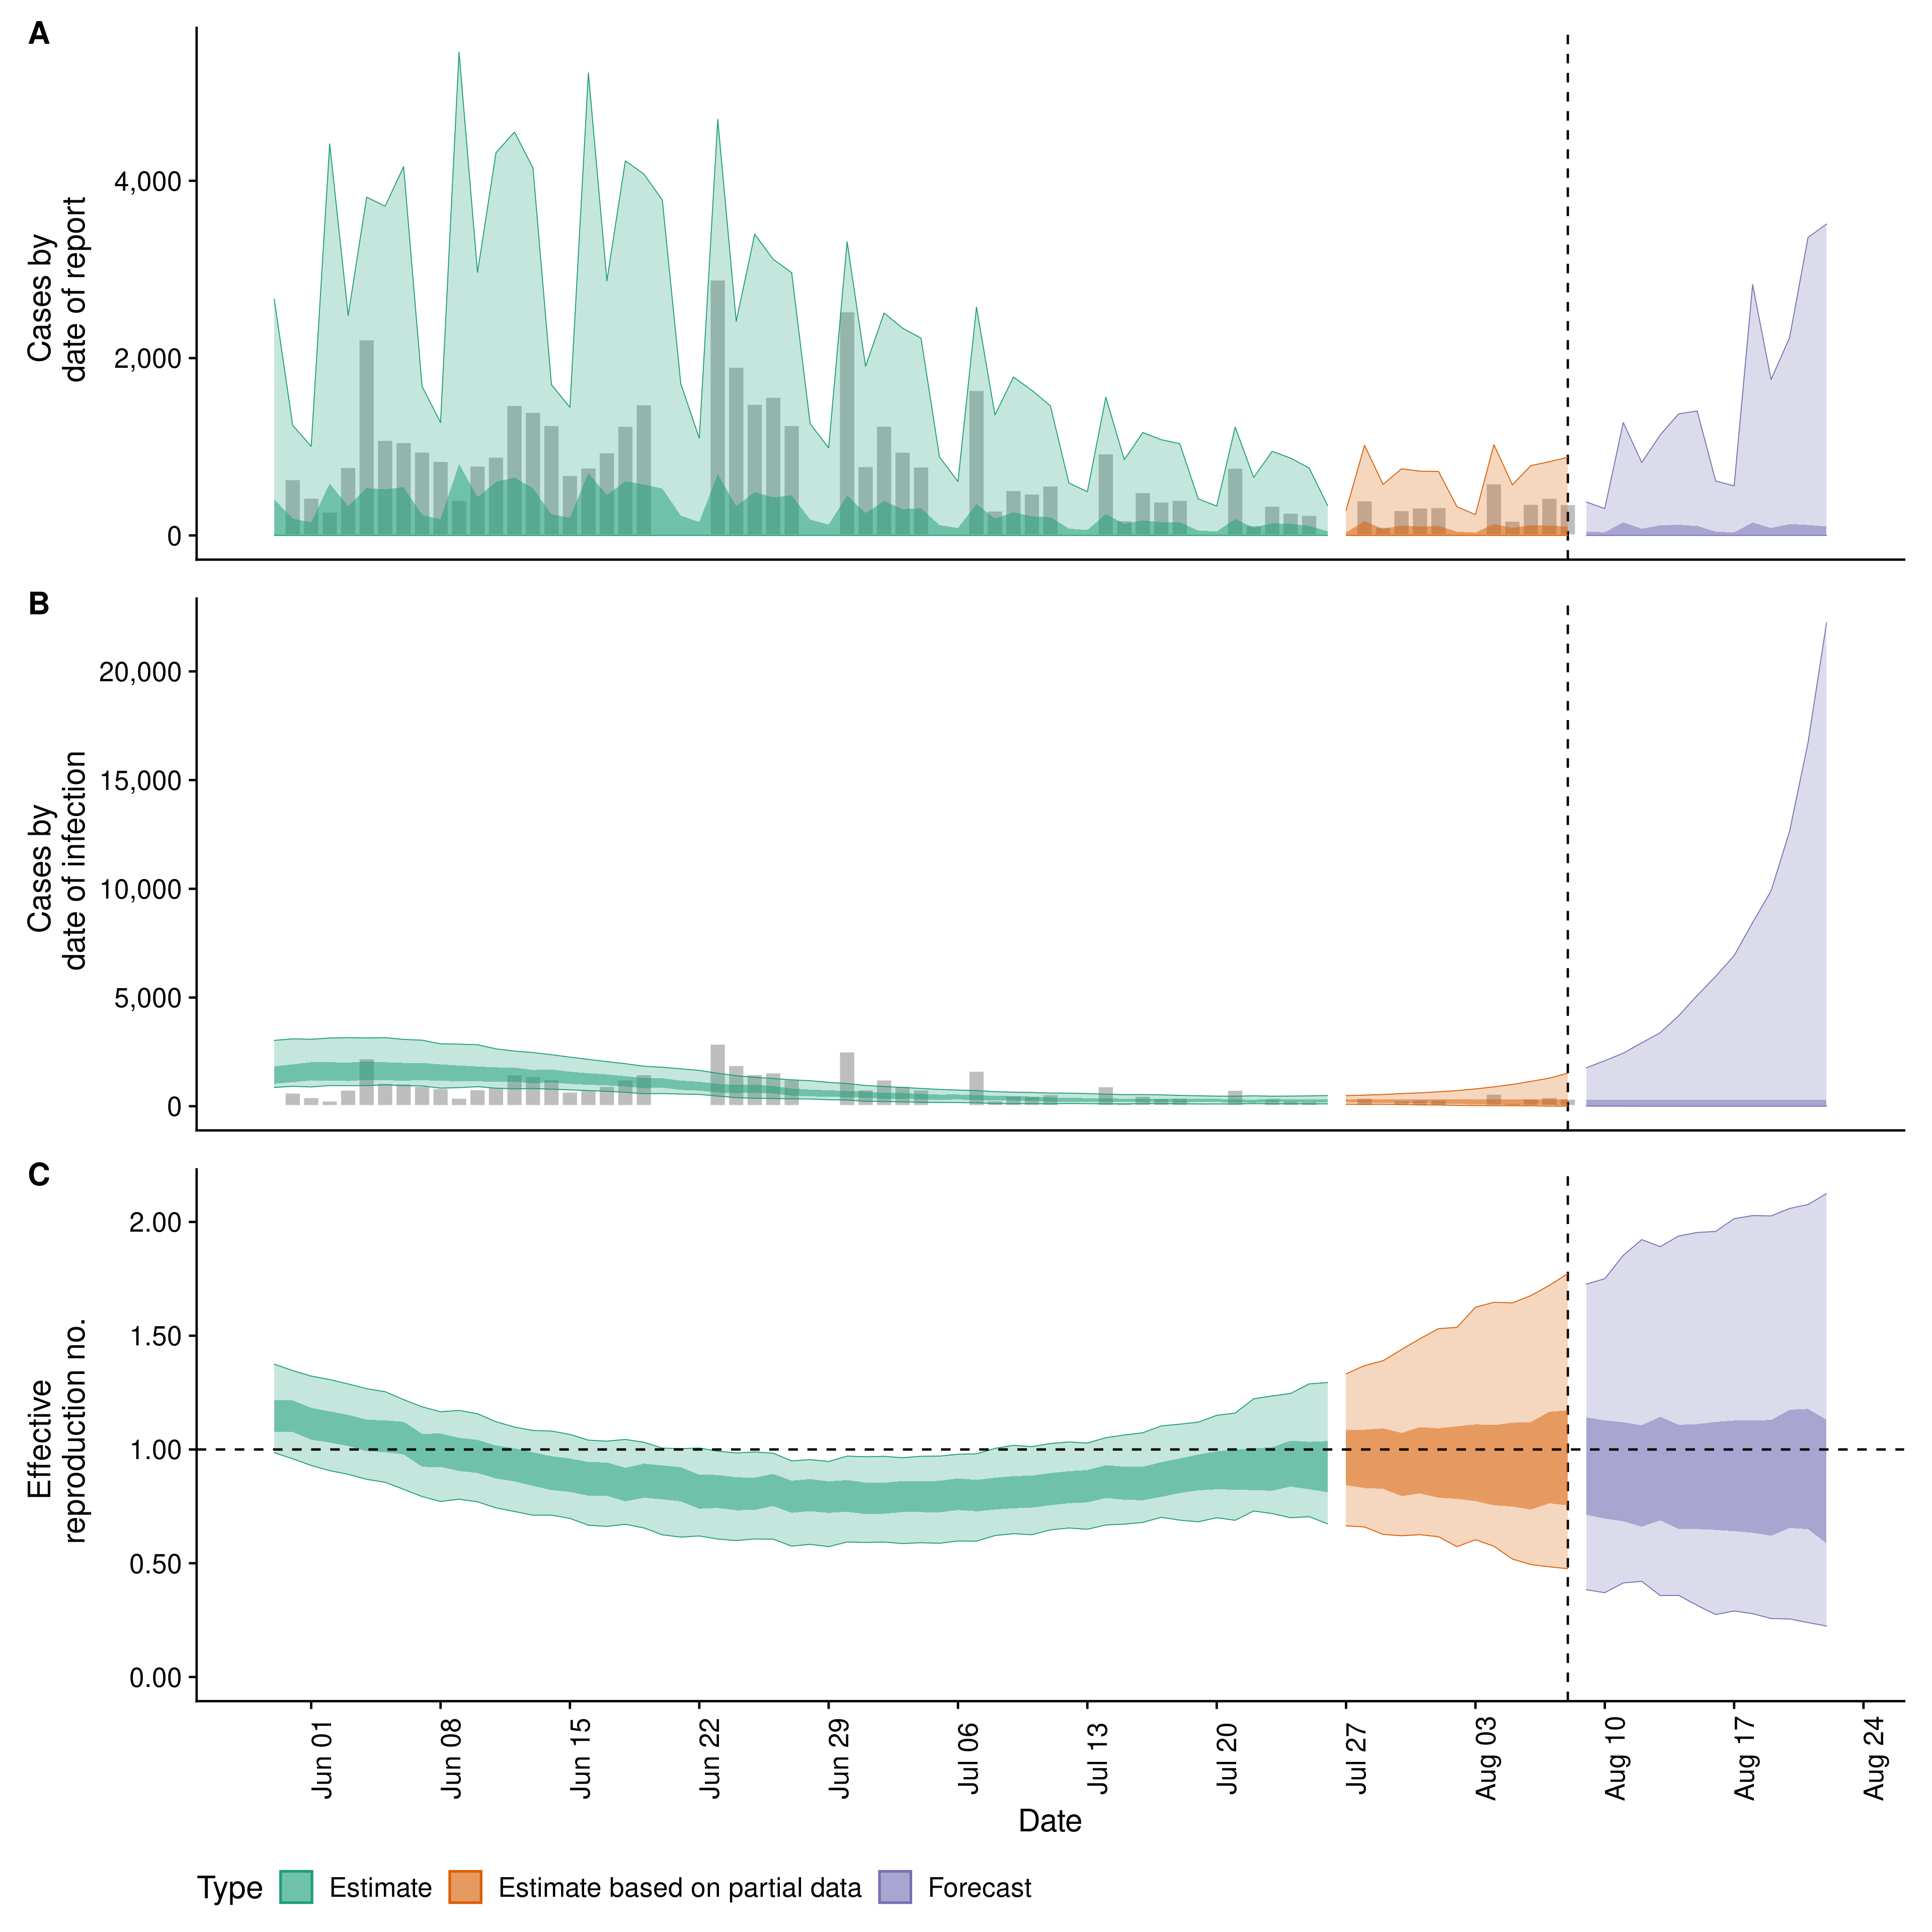 A
Cases by
date of report
4,000
2,000
0
B
Cases by
date of infection
20,000
15,000
10,000
5,000
0
C
Effective
reproduction no.
2.00
1.50
1.00
0.50
0.00
Jun 01
Jun 08
Jun 15
Jun 22
Jun 29
Jul 06
Jul 13
Jul 20
Jul 27
Aug 03
Aug 10
Aug 17
Aug 24
Date
Type Estimate Estimate based on partial data Forecast